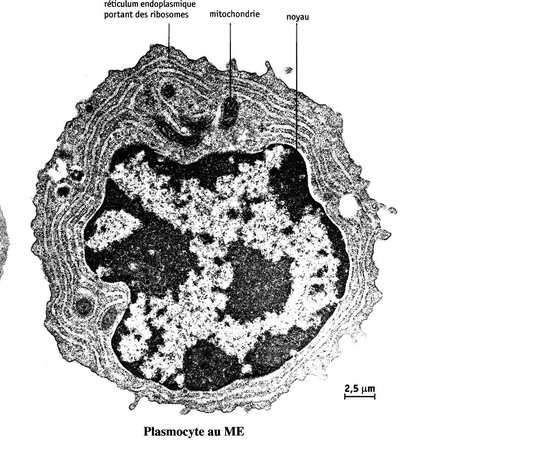 réticulum endoplasmique
portant des ribosomes
mitochondrie
noyau
2,5 µm
Plasmocyte au ME